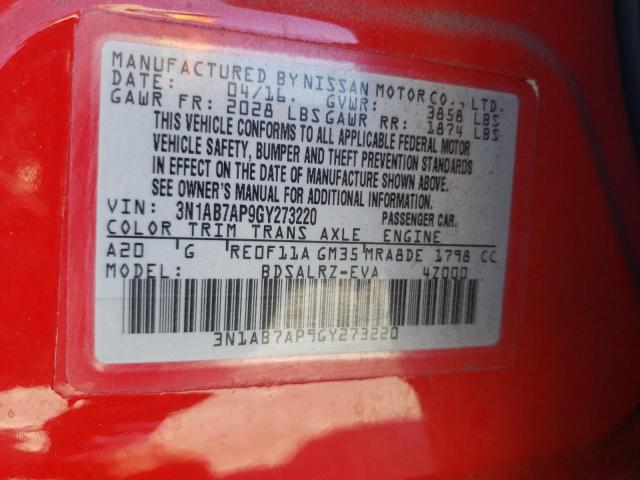 MANUFACTURED BY NISSAN MOTOR CO., LTD.
DATE: 04/16. GVWR: 3858 LBS
GAWR FR: 2028 LBS GAWR RR: 1874 LBS
THIS VEHICLE CONFORMS TO ALL APPLICABLE FEDERAL MOTOR
VEHICLE SAFETY, BUMPER AND THEFT PREVENTION STANDARDS
IN EFFECT ON THE DATE OF MANUFACTURE SHOWN ABOVE.
SEE OWNER'S MANUAL FOR ADDITIONAL INFORMATION.
VIN: 3N1AB7AP9GY273220 PASSENGER CAR.
COLOR TRIM TRANS AXLE ENGINE
A20 G RE0F11A GM35 MRA8DE 1798 CC
MODEL: BDSALRZ-EVA 4Z000
3N1AB7AP9GY273220